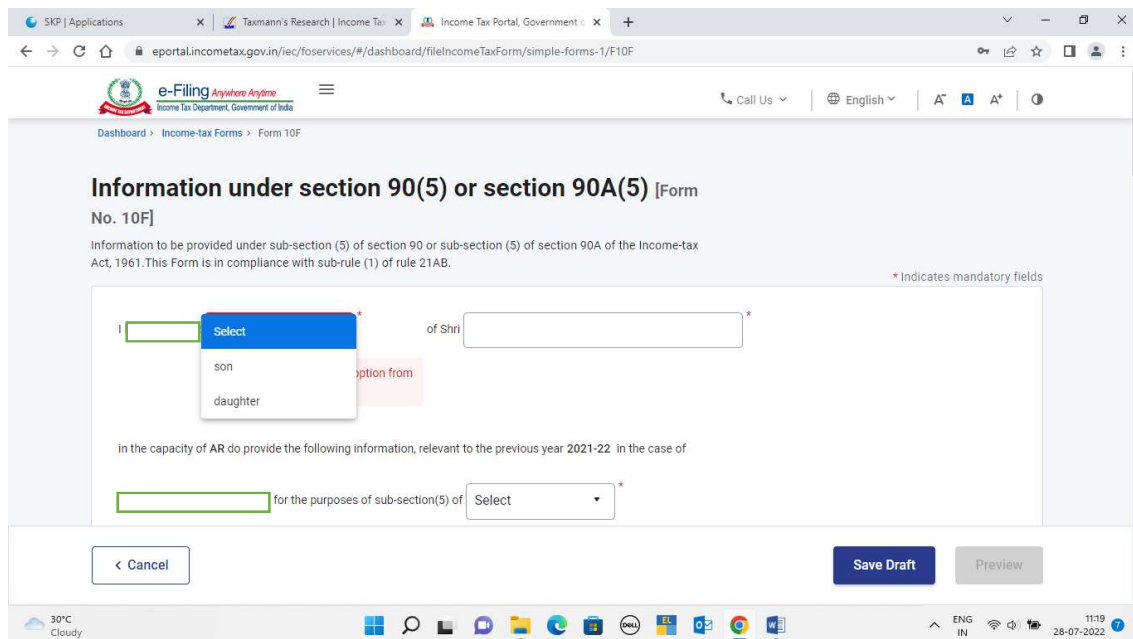 SKP | Applications
Taxmann's Research | Income Tax
Income Tax Portal, Government
eportal.incometax.gov.in/iec/foservices/#/dashboard/fileIncomeTaxForm/simple-forms-1/F10F
e-Filing Anywhere Anytime
Income Tax Department, Government of India
Call Us
English
A- A A+
Dashboard > Income-tax Forms > Form 10F
Information under section 90(5) or section 90A(5) [Form
No. 10F]
Information to be provided under sub-section (5) of section 90 or sub-section (5) of section 90A of the Income-tax
Act, 1961.This Form is in compliance with sub-rule (1) of rule 21AB.
* Indicates mandatory fields
I Select * of Shri *
son
option from
daughter
in the capacity of AR do provide the following information, relevant to the previous year 2021-22 in the case of
for the purposes of sub-section(5) of Select *
< Cancel
Save Draft
Preview
30°C
Cloudy
DELL
EL
ENG
IN
11:19
28-07-2022
7